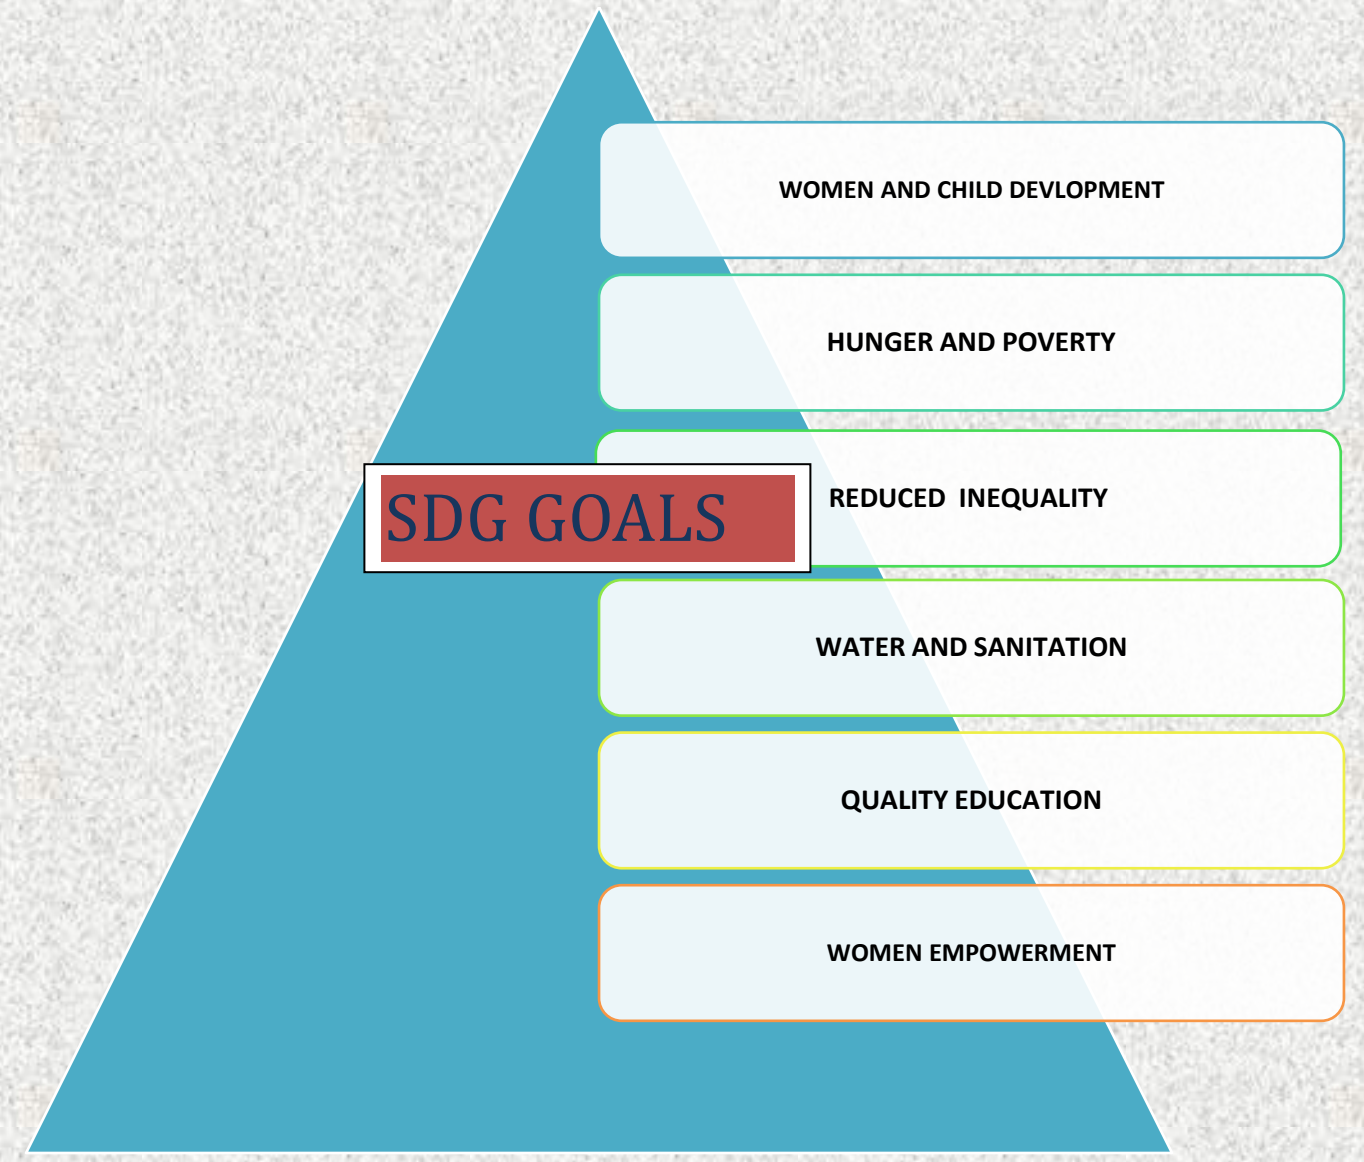 WOMEN AND CHILD DEVLOPMENT
HUNGER AND POVERTY
SDG GOALS
REDUCED  INEQUALITY
WATER AND SANITATION
QUALITY EDUCATION
WOMEN EMPOWERMENT